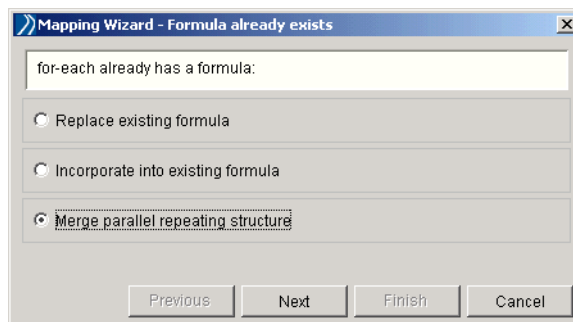 Mapping Wizard - Formula already exists
for-each already has a formula:
Replace existing formula
Incorporate into existing formula
Merge parallel repeating structure
Previous Next Finish Cancel